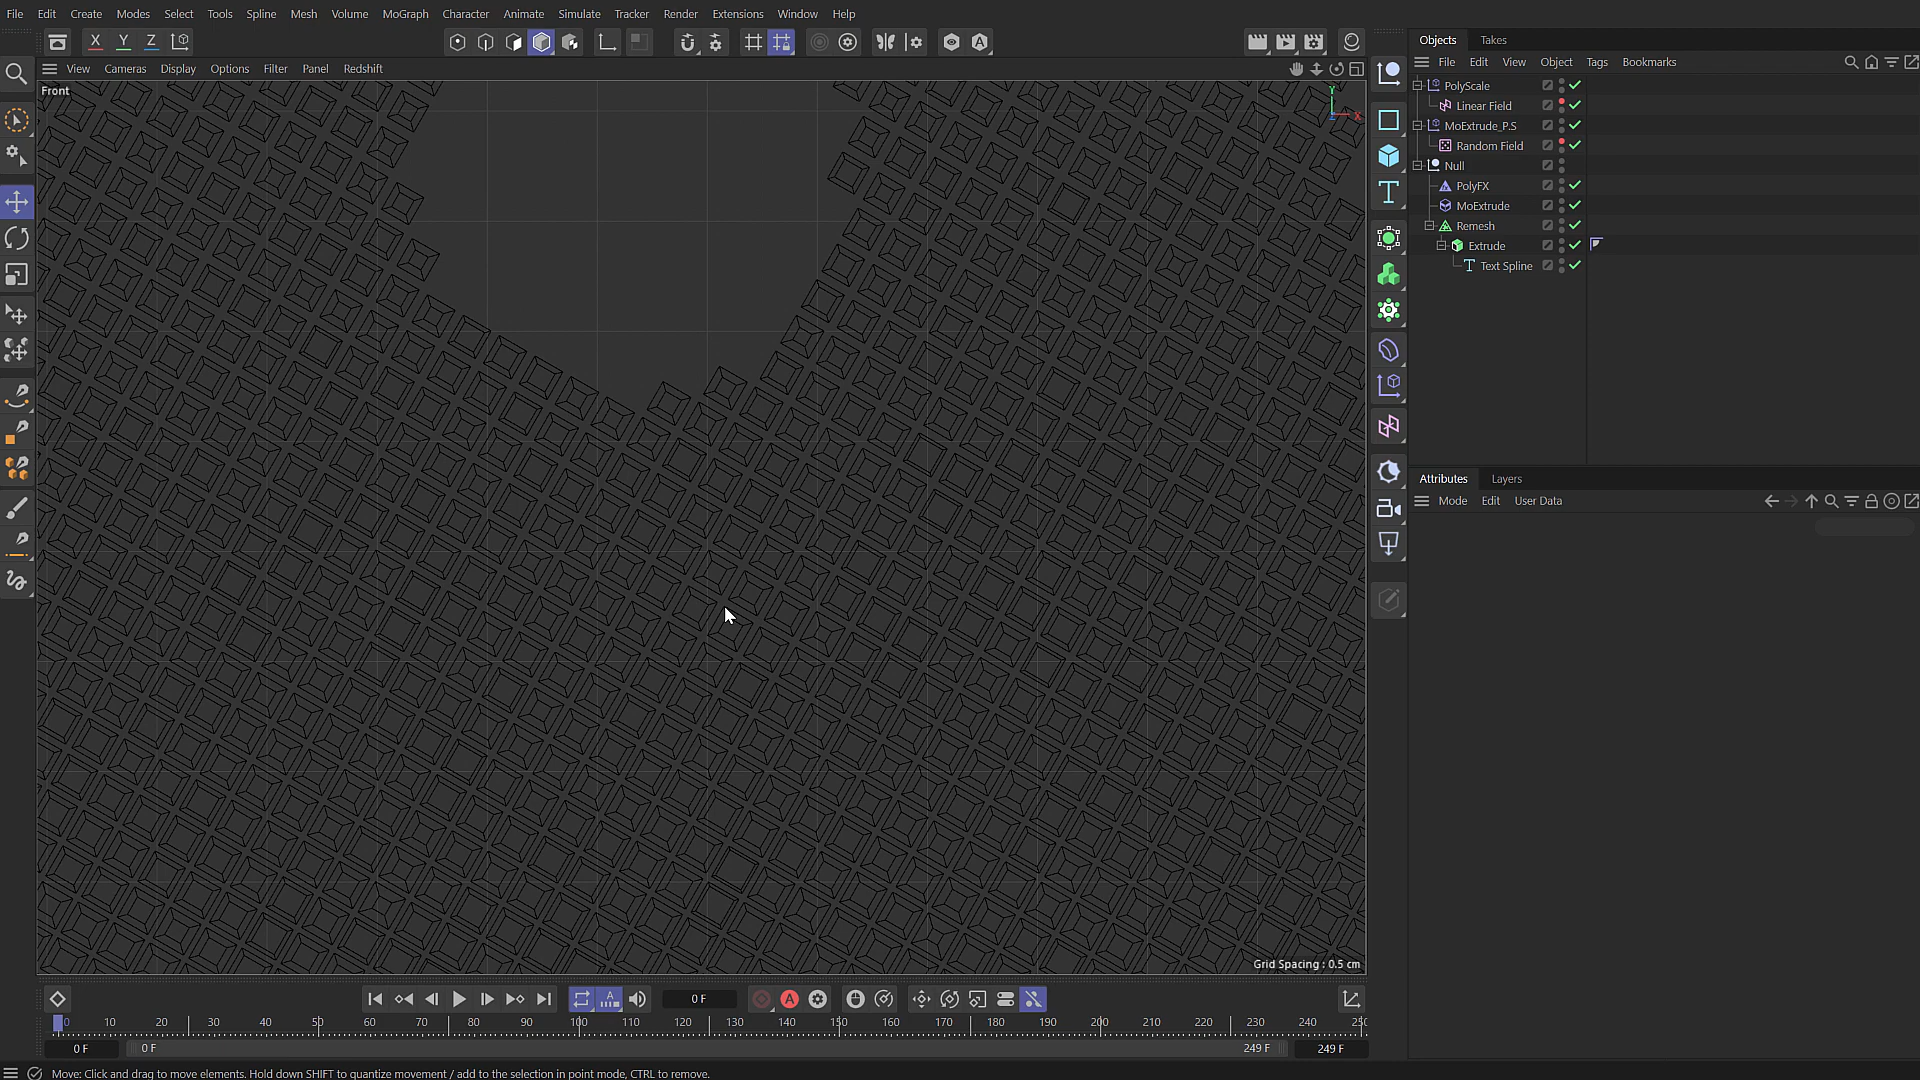 File Edit Create Modes Select Tools Spline Mesh Volume MoGraph Character Animate Simulate Tracker Render Extensions Window Help
X Y Z
View Cameras Display Options Filter Panel Redshift
Front
Y
X
Z
Grid Spacing : 0.5 cm
Objects Takes
File Edit View Object Tags Bookmarks
PolyScale
Linear Field
MoExtrude_P.S
Random Field
Null
PolyFX
MoExtrude
Remesh
Extrude
Text Spline
Attributes Layers
Mode Edit User Data
0 F
0 10 20 30 40 50 60 70 80 90 100 110 120 130 140 150 160 170 180 190 200 210 220 230 240 250
0 F 0 F 249 F 249 F
Move: Click and drag to move elements. Hold down SHIFT to quantize movement / add to the selection in point mode, CTRL to remove.